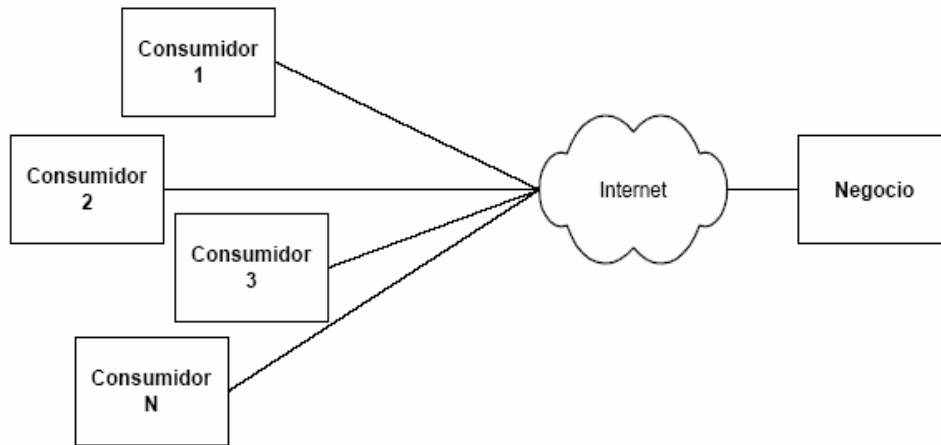 Consumidor
1
Consumidor
2
Consumidor
3
Consumidor
N
Internet
Negocio